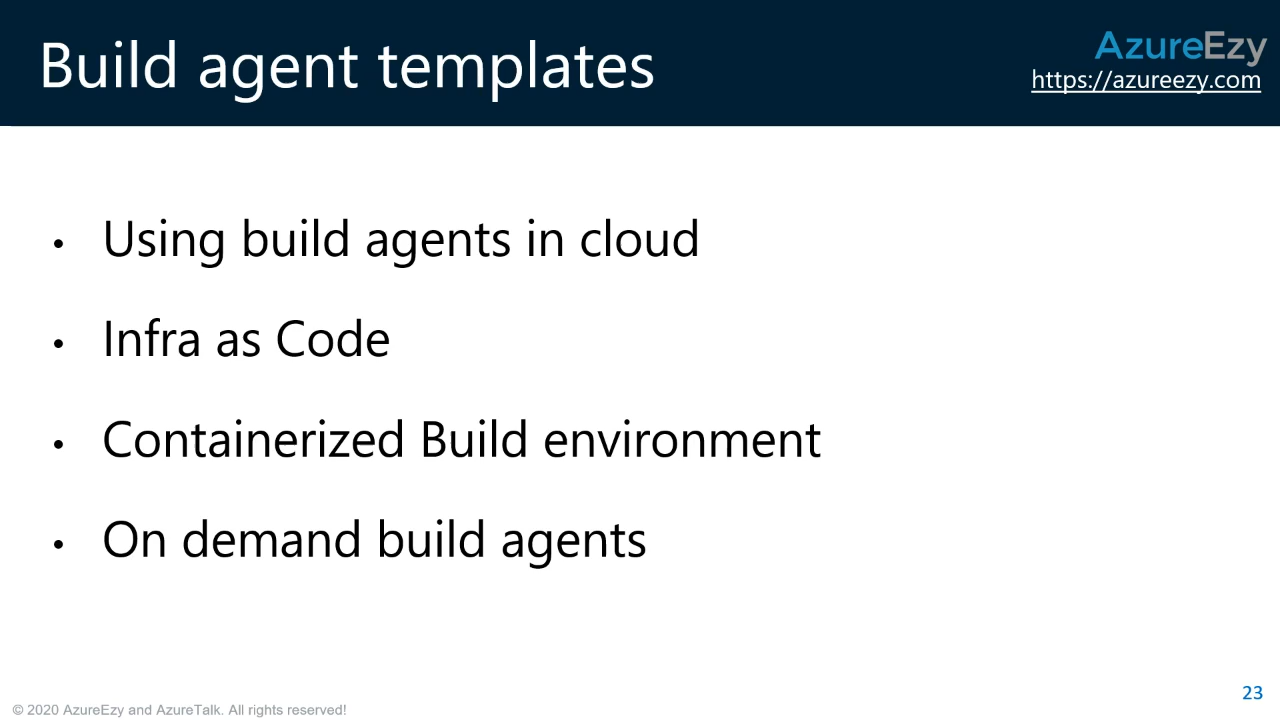 Build agent templates
AzureEzy
https://azureezy.com
• Using build agents in cloud
• Infra as Code
• Containerized Build environment
• On demand build agents
23
© 2020 AzureEzy and AzureTalk. All rights reserved!